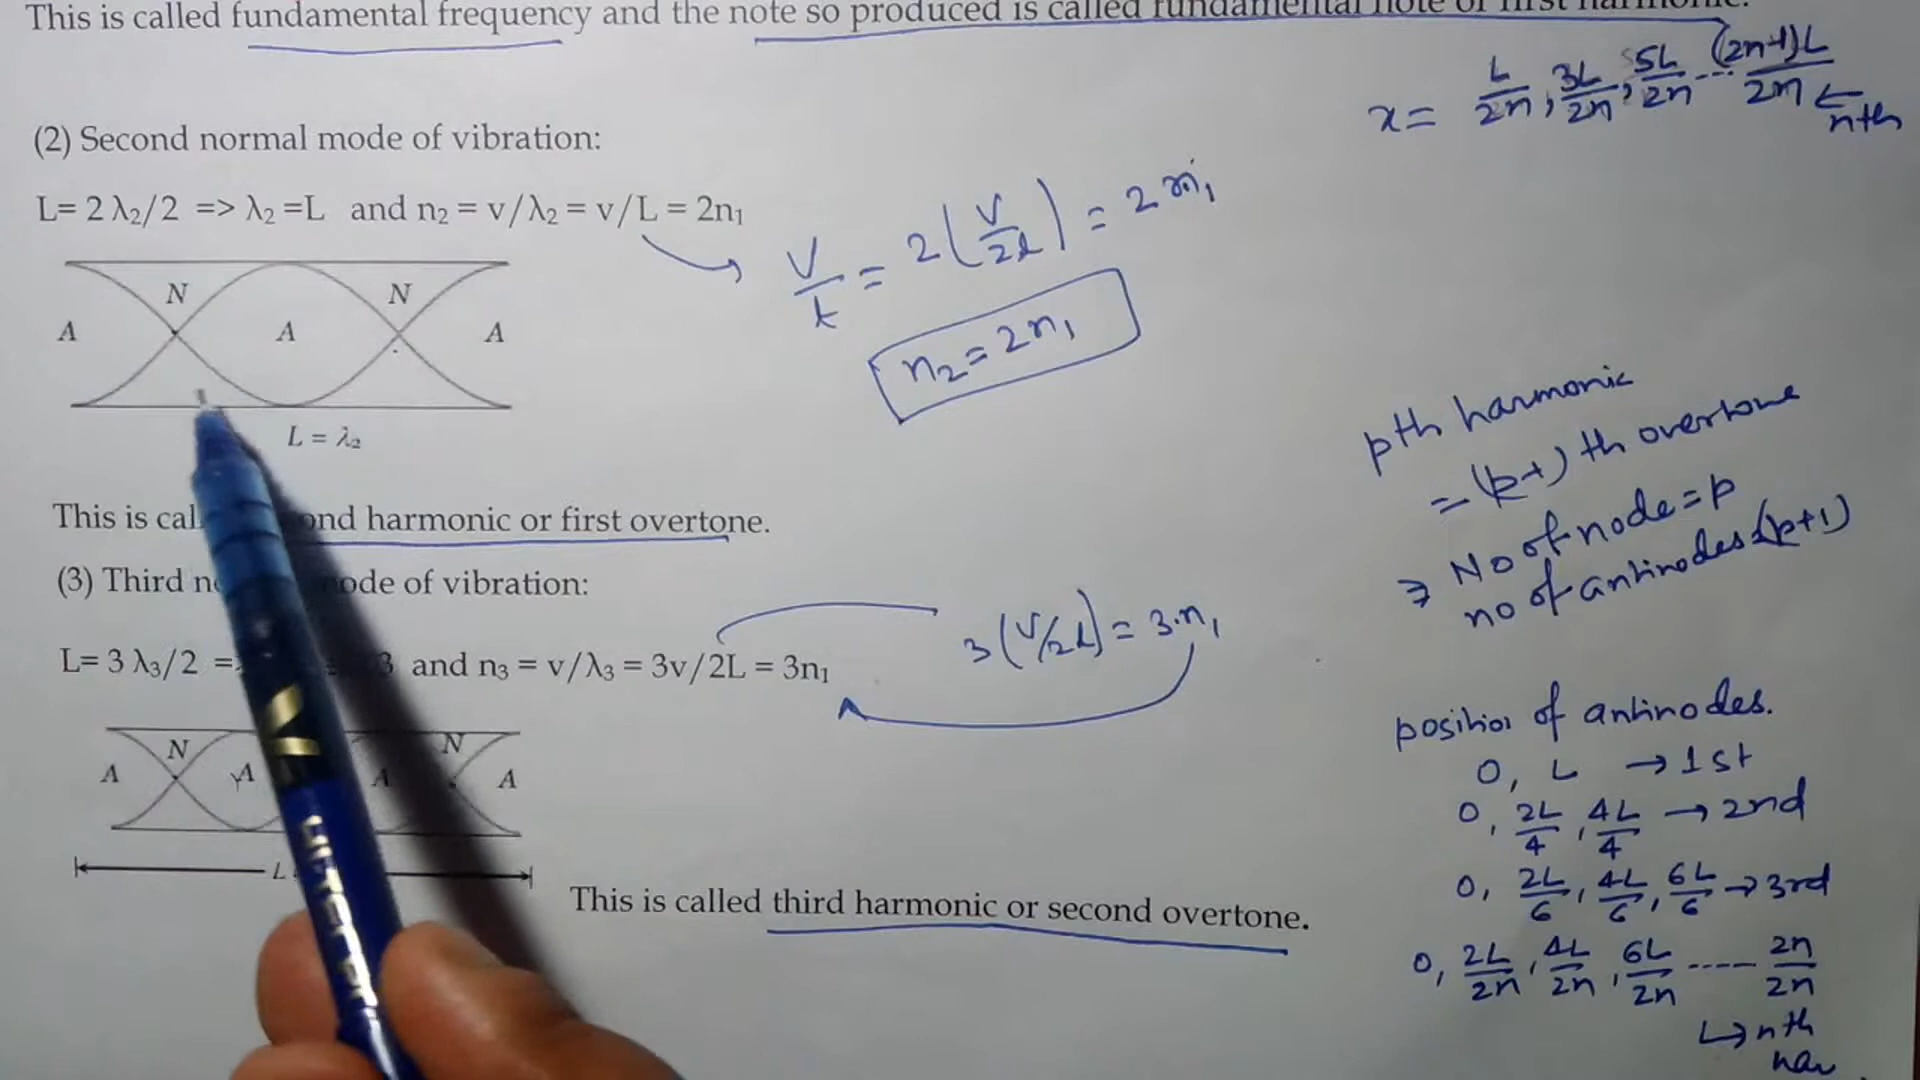 This is called fundamental frequency and the note so produced is called fundamental note or first harmonic.
x = L/2n, 3L/2n, 5L/2n ---- (2n-1)L/2n ← nth
(2) Second normal mode of vibration:
L= 2 λ₂/2 => λ₂ =L and n₂ = v/λ₂ = v/L = 2n₁
V/t = 2(V/2l) = 2n₁
n₂ = 2n₁
N N
A A A
L = λ₂
pth harmonic
= (p-1)th overtone
⇒ No of node = p
no of antinodes = (p+1)
This is cal ond harmonic or first overtone.
(3) Third n ode of vibration:
L= 3 λ₃/2 = 3 and n₃ = v/λ₃ = 3v/2L = 3n₁
3(V/2l) = 3.n₁
N N
A A A A
L
This is called third harmonic or second overtone.
position of antinodes.
0, L → 1st
0, 2L/4, 4L/4 → 2nd
0, 2L/6, 4L/6, 6L/6 → 3rd
0, 2L/2n, 4L/2n, 6L/2n ---- 2n/2n
↳ nth
har
V